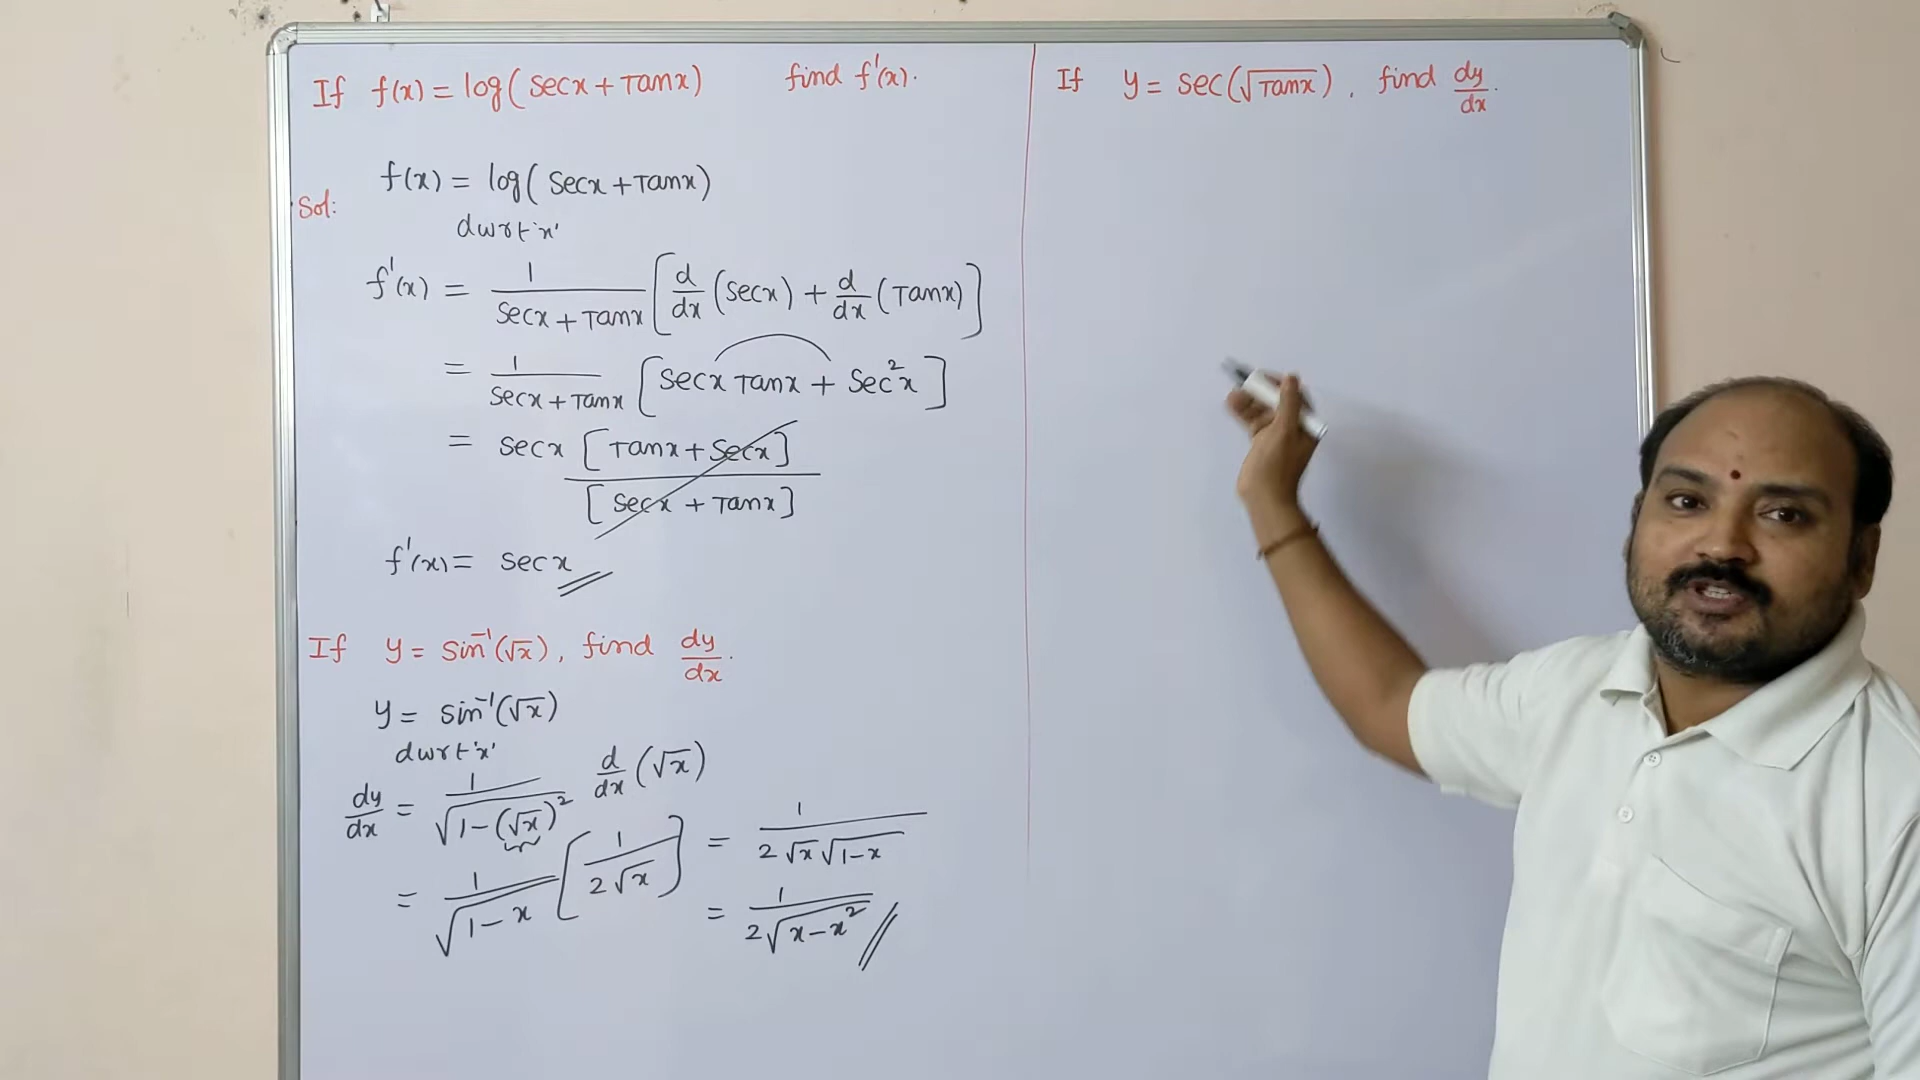 If f(x) = log(secx + Tanx) find f'(x).
Sol:
f(x) = log(secx + Tanx)
dwrt 'x'
f'(x) = 1/(secx + Tanx) [d/dx (secx) + d/dx (Tanx)]
= 1/(secx + Tanx) [secx Tanx + sec²x]
= secx [Tanx + secx] / [secx + Tanx]
f'(x) = secx
If y = sin⁻¹(√x), find dy/dx.
y = sin⁻¹(√x)
dwrt 'x'
dy/dx = 1/√(1-(√x)²) d/dx (√x)
= 1/√(1-x) [1/(2√x)]
= 1/(2√x√(1-x))
= 1/(2√(x-x²))
If y = sec(√Tanx), find dy/dx.